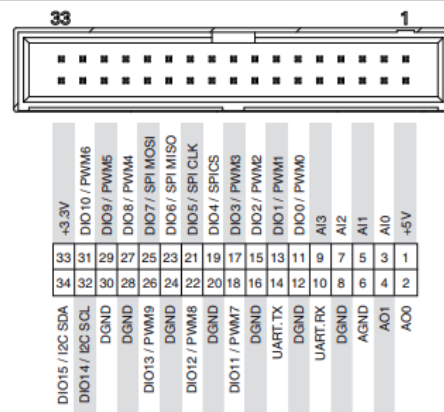 33 1
+3.3V
DIO10 / PWM6
DIO9 / PWM5
DIO8 / PWM4
DIO7 / SPI MOSI
DIO6 / SPI MISO
DIO5 / SPI CLK
DIO4 / SPICS
DIO3 / PWM3
DIO2 / PWM2
DIO1 / PWM1
DIO0 / PWM0
AI3
AI2
AI1
AI0
+5V
33 31 29 27 25 23 21 19 17 15 13 11 9 7 5 3 1
34 32 30 28 26 24 22 20 18 16 14 12 10 8 6 4 2
DIO15 / I2C SDA
DIO14 / I2C SCL
DGND
DGND
DIO13 / PWM9
DGND
DIO12 / PWM8
DGND
DIO11 / PWM7
DGND
UART.TX
DGND
UART.RX
DGND
AGND
AO1
AO0